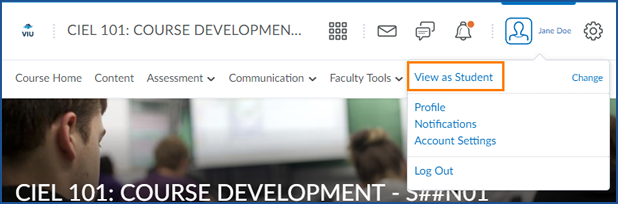 VIU
CIEL 101: COURSE DEVELOPMEN...
Jane Doe
Course Home Content Assessment Communication Faculty Tools
View as Student Change
Profile
Notifications
Account Settings
Log Out
CIEL 101: COURSE DEVELOPMENT - S##N01